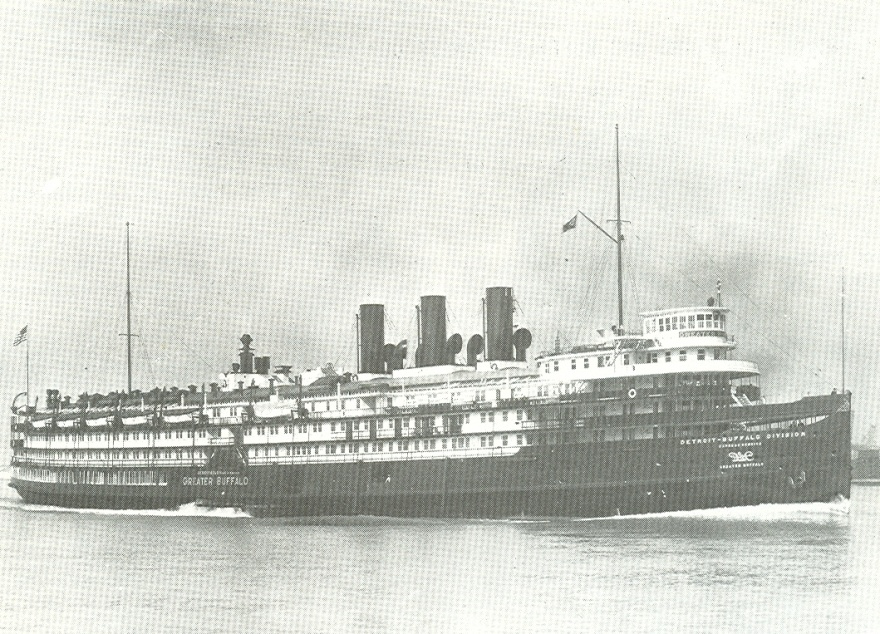 GREATER BUFFALO
DETROIT-BUFFALO DIVISION
D&C
GREATER BUFFALO